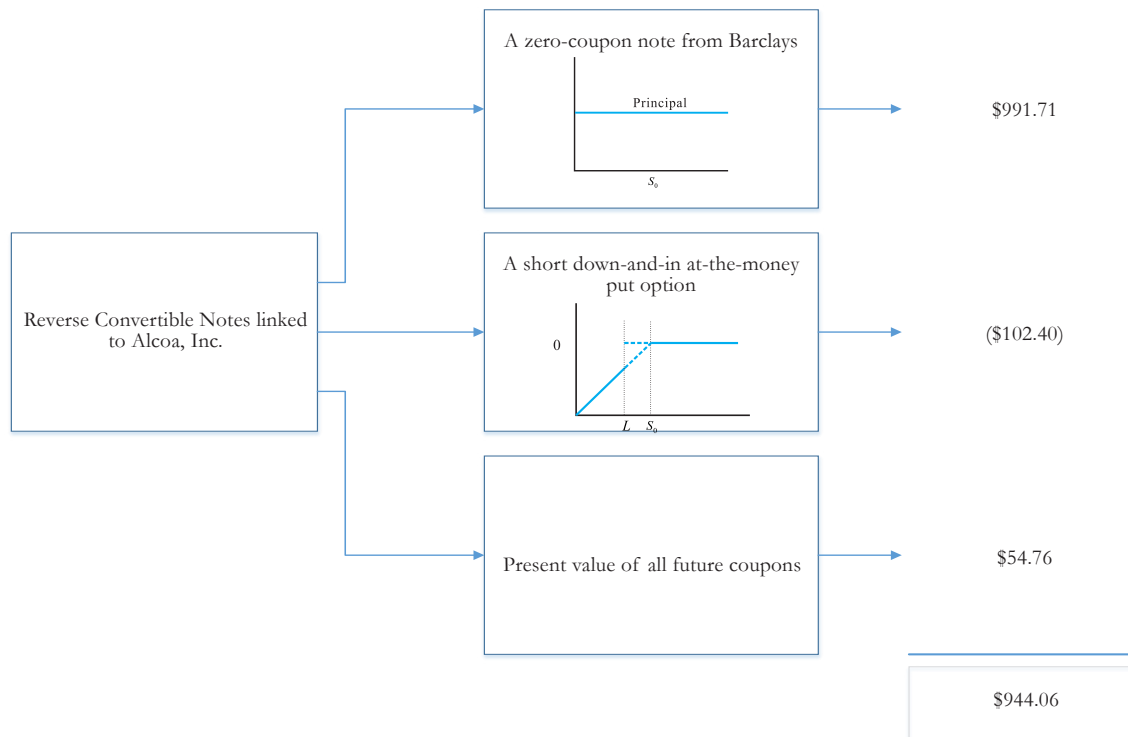 A zero-coupon note from Barclays
Principal
S₀
$991.71
Reverse Convertible Notes linked
to Alcoa, Inc.
A short down-and-in at-the-money
put option
0
L S₀
($102.40)
Present value of all future coupons
$54.76
$944.06